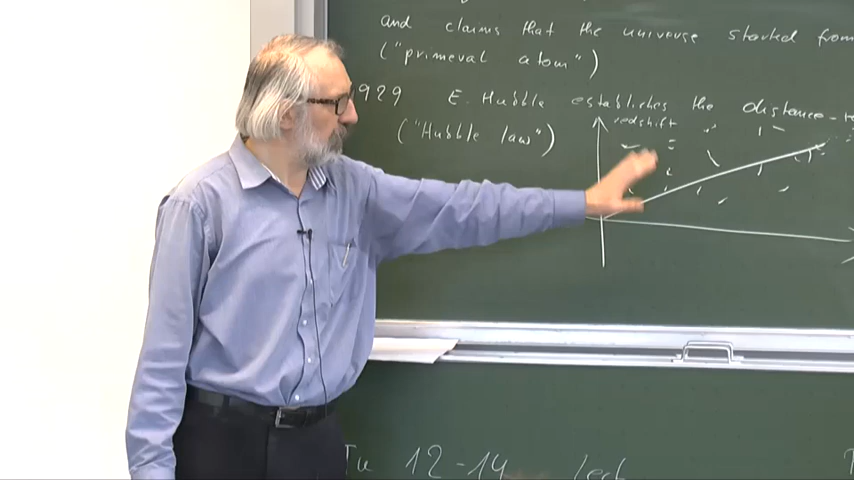 and claims that the universe started from
("primeval atom")
1929 E. Hubble establishes the distance-
("Hubble law")
redshift
Tu 12-14 lect